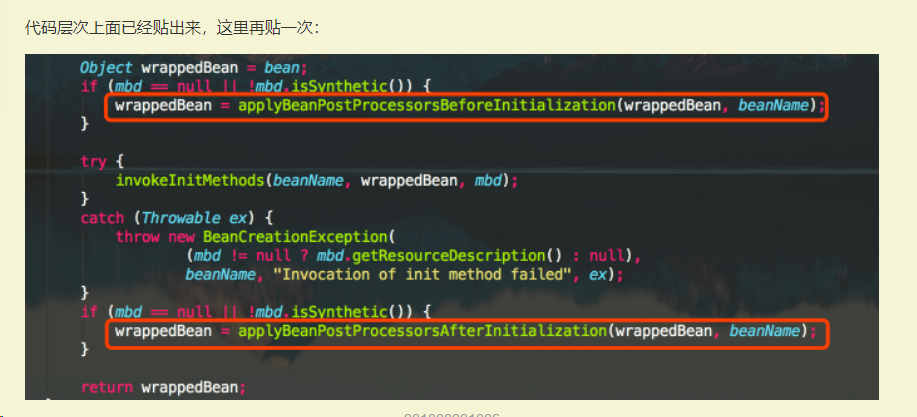 代码层次上面已经贴出来，这里再贴一次：
Object wrappedBean = bean;
if (mbd == null || !mbd.isSynthetic()) {
wrappedBean = applyBeanPostProcessorsBeforeInitialization(wrappedBean, beanName);
}
try {
invokeInitMethods(beanName, wrappedBean, mbd);
}
catch (Throwable ex) {
throw new BeanCreationException(
(mbd != null ? mbd.getResourceDescription() : null),
beanName, "Invocation of init method failed", ex);
}
if (mbd == null || !mbd.isSynthetic()) {
wrappedBean = applyBeanPostProcessorsAfterInitialization(wrappedBean, beanName);
}
return wrappedBean;